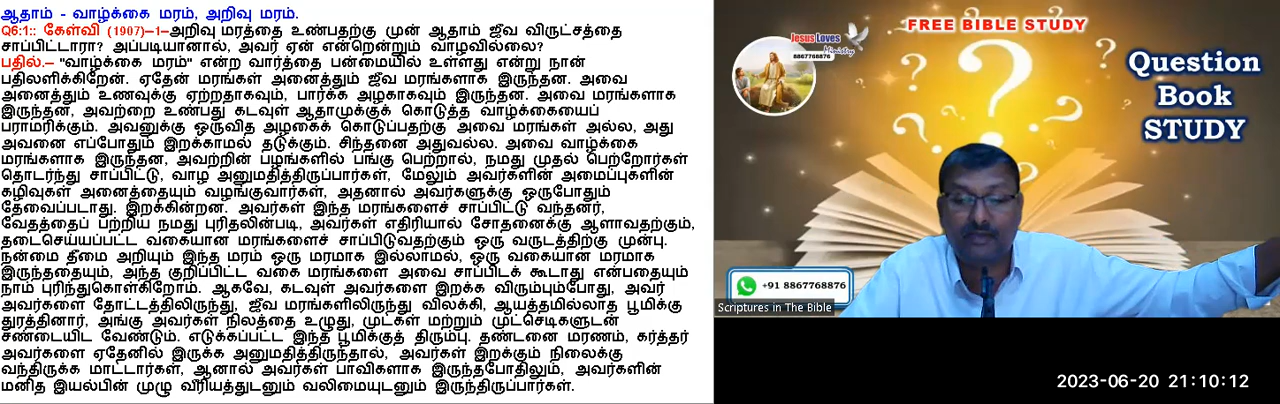 ஆதாம் - வாழ்க்கை மரம், அறிவு மரம்.
Q6:1:: கேள்வி (1907)–1–அறிவு மரத்தை உண்பதற்கு முன் ஆதாம் ஜீவ விருட்சத்தை
சாப்பிட்டாரா? அப்படியானால், அவர் ஏன் என்றென்றும் வாழவில்லை?
பதில்.– "வாழ்க்கை மரம்" என்ற வார்த்தை பன்மையில் உள்ளது என்று நான்
பதிலளிக்கிறேன். ஏதேன் மரங்கள் அனைத்தும் ஜீவ மரங்களாக இருந்தன. அவை
அனைத்தும் உணவுக்கு ஏற்றதாகவும், பார்க்க அழகாகவும் இருந்தன. அவை மரங்களாக
இருந்தன, அவற்றை உண்பது கடவுள் ஆதாமுக்குக் கொடுத்த வாழ்க்கையைப்
பராமரிக்கும். அவனுக்கு ஒருவித அழகைக் கொடுப்பதற்கு அவை மரங்கள் அல்ல, அது
அவனை எப்போதும் இறக்காமல் தடுக்கும். சிந்தனை அதுவல்ல. அவை வாழ்க்கை
மரங்களாக இருந்தன, அவற்றின் பழங்களில் பங்கு பெற்றால், நமது முதல் பெற்றோர்கள்
தொடர்ந்து சாப்பிட்டு, வாழ அனுமதித்திருப்பார்கள், மேலும் அவர்களின் அமைப்புகளின்
கழிவுகள் அனைத்தையும் வழங்குவார்கள், அதனால் அவர்களுக்கு ஒருபோதும்
தேவைப்படாது. இறக்கின்றன. அவர்கள் இந்த மரங்களைச் சாப்பிட்டு வந்தனர்,
வேதத்தைப் பற்றிய நமது புரிதலின்படி, அவர்கள் எதிரியால் சோதனைக்கு ஆளாவதற்கும்,
தடைசெய்யப்பட்ட வகையான மரங்களைச் சாப்பிடுவதற்கும் ஒரு வருடத்திற்கு முன்பு.
நன்மை தீமை அறியும் இந்த மரம் ஒரு மரமாக இல்லாமல், ஒரு வகையான மரமாக
இருந்ததையும், அந்த குறிப்பிட்ட வகை மரங்களை அவை சாப்பிடக் கூடாது என்பதையும்
நாம் புரிந்துகொள்கிறோம். ஆகவே, கடவுள் அவர்களை இறக்க விரும்பும்போது, அவர்
அவர்களை தோட்டத்திலிருந்து, ஜீவ மரங்களிலிருந்து விலக்கி, ஆயத்தமில்லாத பூமிக்கு
துரத்தினார், அங்கு அவர்கள் நிலத்தை உழுது, முட்கள் மற்றும் முட்செடிகளுடன்
சண்டையிட வேண்டும். எடுக்கப்பட்ட இந்த பூமிக்குத் திரும்பு. தண்டனை மரணம், கர்த்தர்
அவர்களை ஏதேனில் இருக்க அனுமதித்திருந்தால், அவர்கள் இறக்கும் நிலைக்கு
வந்திருக்க மாட்டார்கள், ஆனால் அவர்கள் பாவிகளாக இருந்தபோதிலும், அவர்களின்
மனித இயல்பின் முழு வீரியத்துடனும் வலிமையுடனும் இருந்திருப்பார்கள்.
FREE BIBLE STUDY
Jesus Loves
Ministry
8867768876
Question
Book
STUDY
+91 8867768876
Scriptures in The Bible
2023-06-20 21:10:12